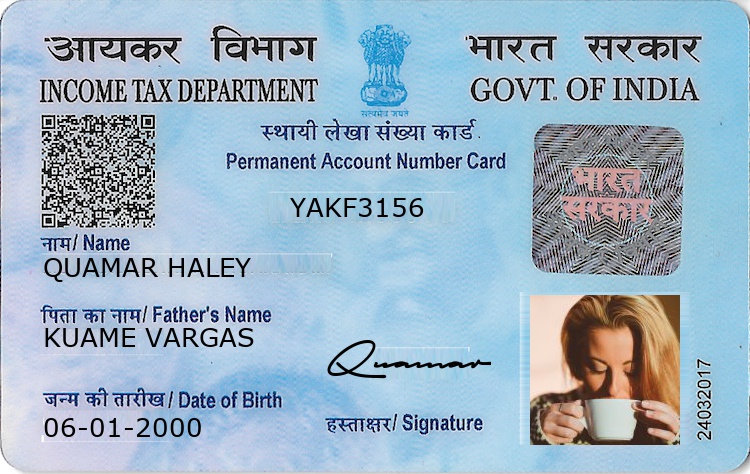 आयकर विभाग
INCOME TAX DEPARTMENT
भारत सरकार
GOVT. OF INDIA
सत्यमेव जयते
स्थायी लेखा संख्या कार्ड
Permanent Account Number Card
YAKF3156
भारत
सरकार
नाम/ Name
QUAMAR HALEY
पिता का नाम/ Father's Name
KUAME VARGAS
Quamar
जन्म की तारीख / Date of Birth
06-01-2000
हस्ताक्षर/ Signature
24032017